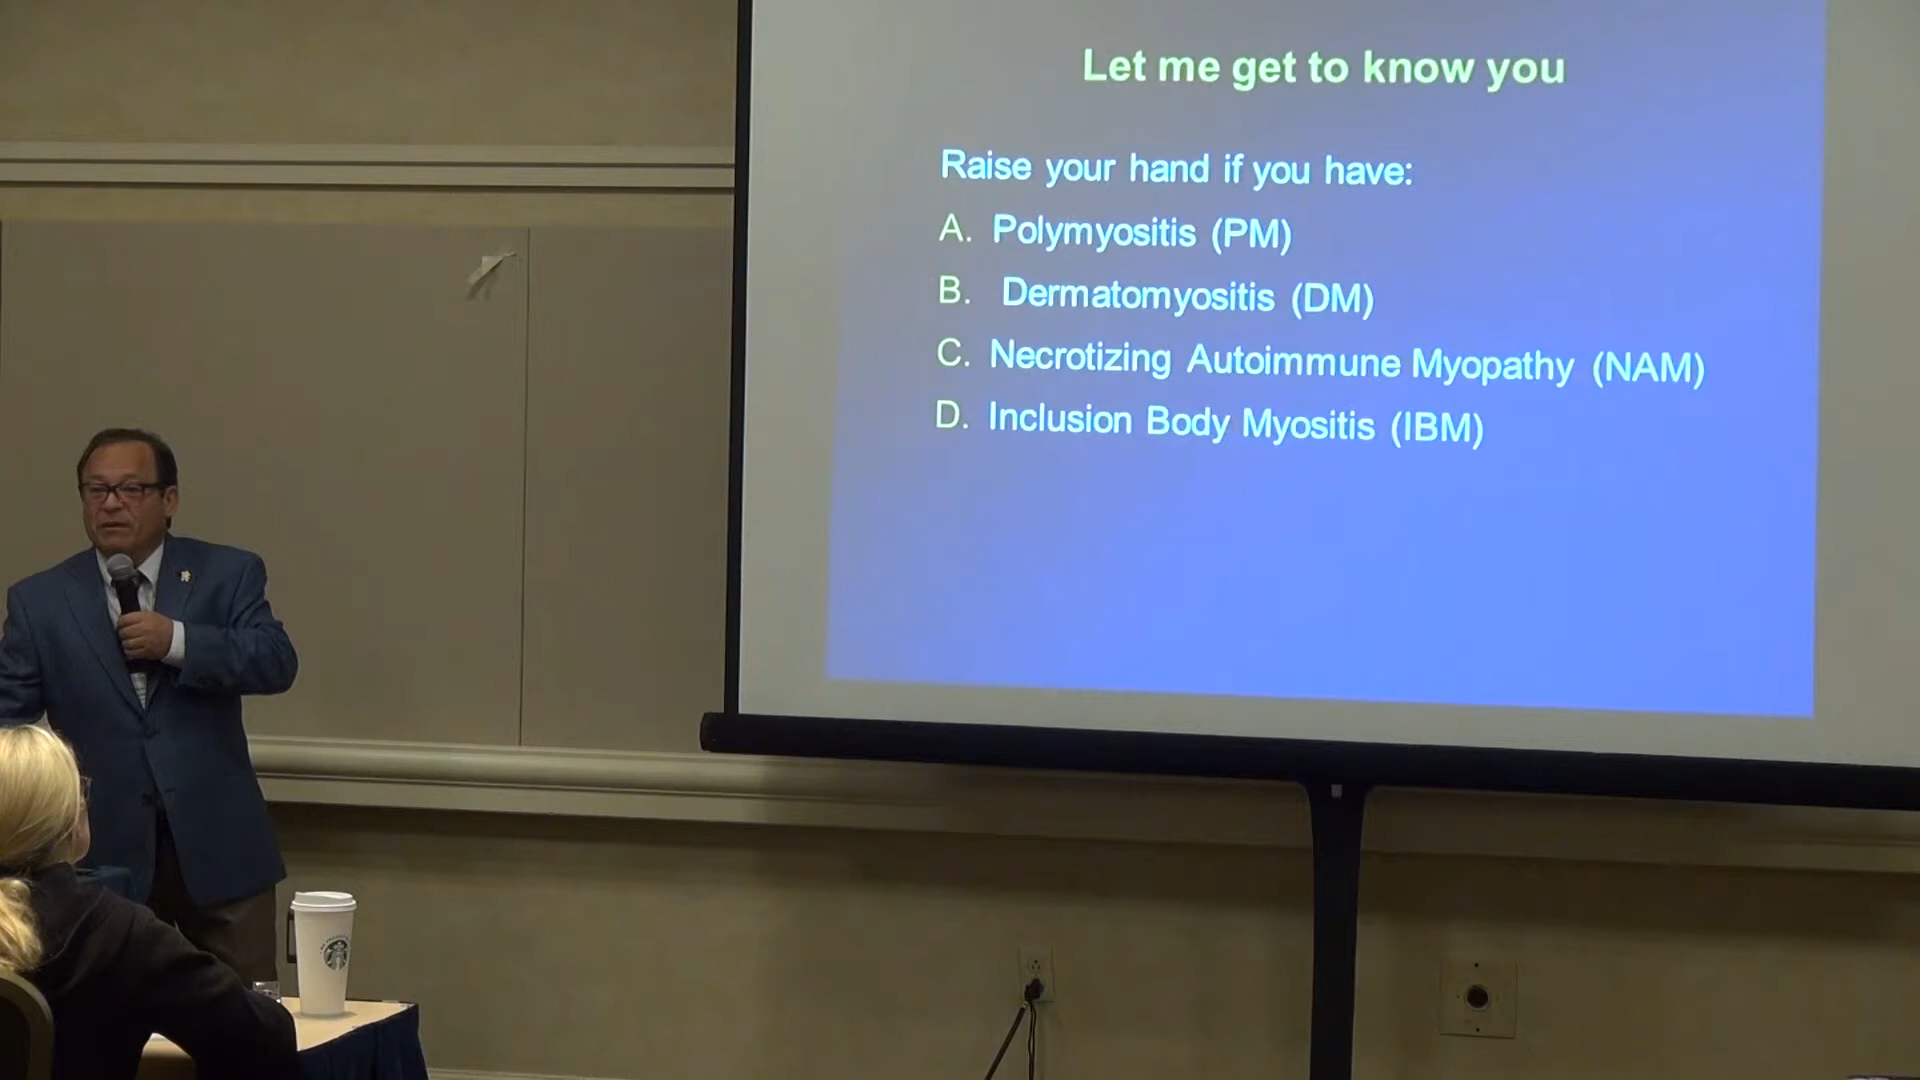 Let me get to know you
Raise your hand if you have:
A. Polymyositis (PM)
B. Dermatomyositis (DM)
C. Necrotizing Autoimmune Myopathy (NAM)
D. Inclusion Body Myositis (IBM)